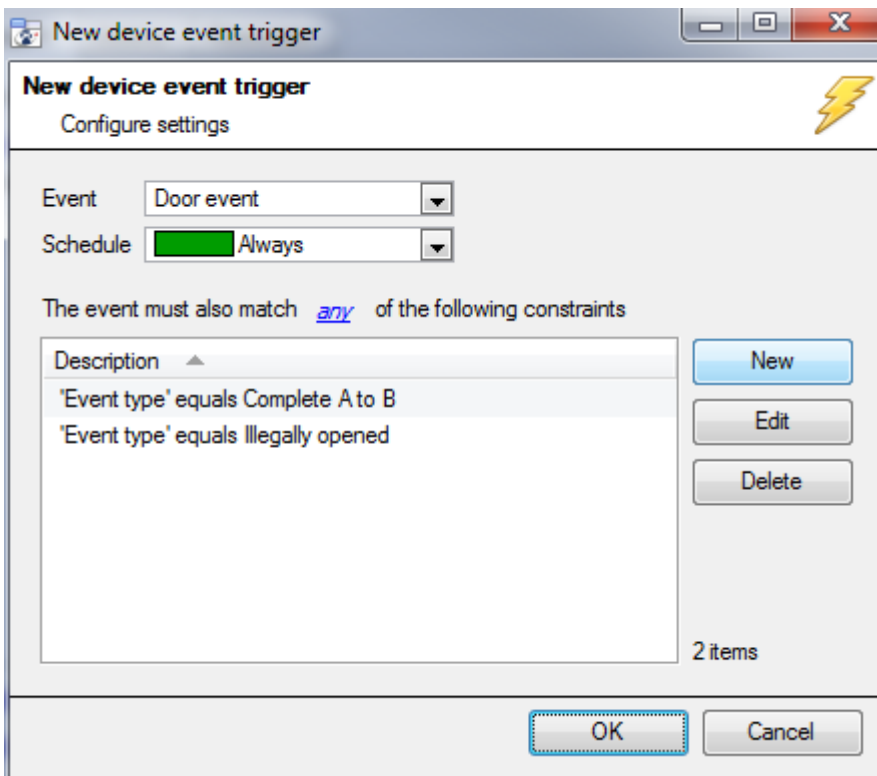 New device event trigger
New device event trigger
Configure settings
Event Door event
Schedule Always
The event must also match any of the following constraints
Description
'Event type' equals Complete A to B
'Event type' equals Illegally opened
New
Edit
Delete
2 items
OK Cancel